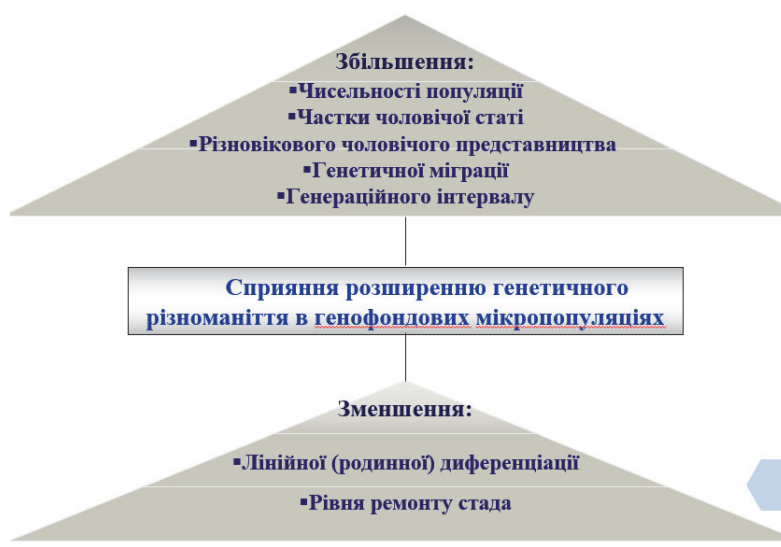 Збільшення:
▪Чисельності популяції
▪Частки чоловічої статі
▪Різновікового чоловічого представництва
▪Генетичної міграції
▪Генераційного інтервалу
Сприяння розширенню генетичного
різноманіття в генофондових мікропопуляціях
Зменшення:
▪Лінійної (родинної) диференціації
▪Рівня ремонту стада